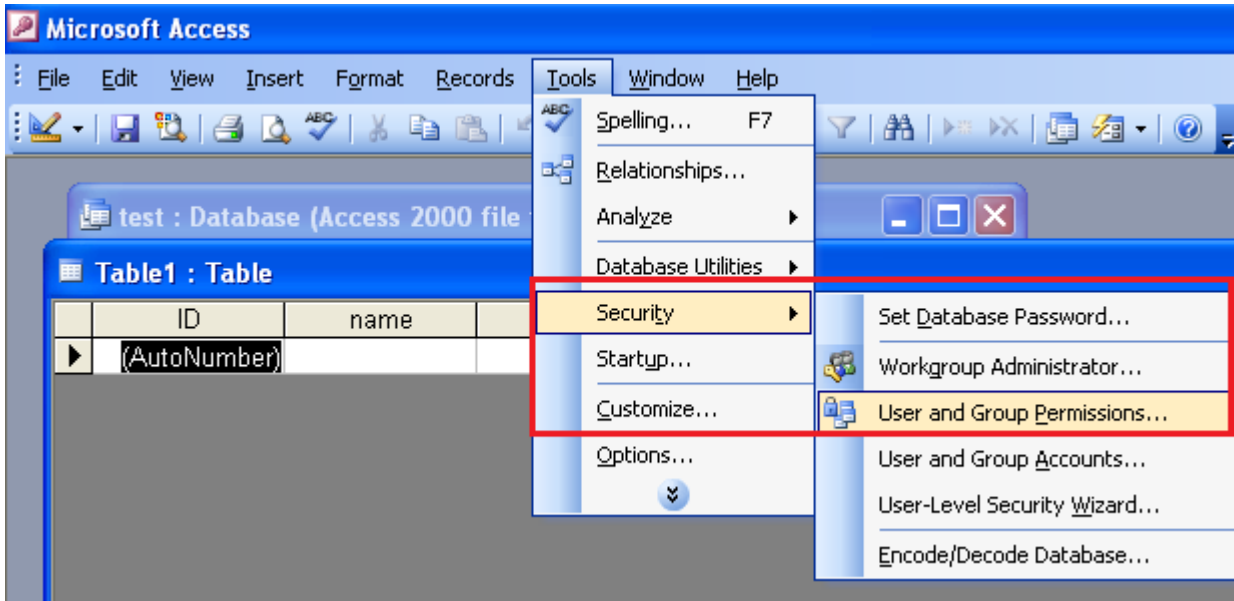 Microsoft Access
File Edit View Insert Format Records Tools Window Help
ABC ABC Spelling... F7
Relationships...
test : Database (Access 2000 file
Analyze
Database Utilities
Table1 : Table
Security
Set Database Password...
ID name
(AutoNumber)
Startup...
Workgroup Administrator...
Customize...
User and Group Permissions...
Options...
User and Group Accounts...
User-Level Security Wizard...
Encode/Decode Database...